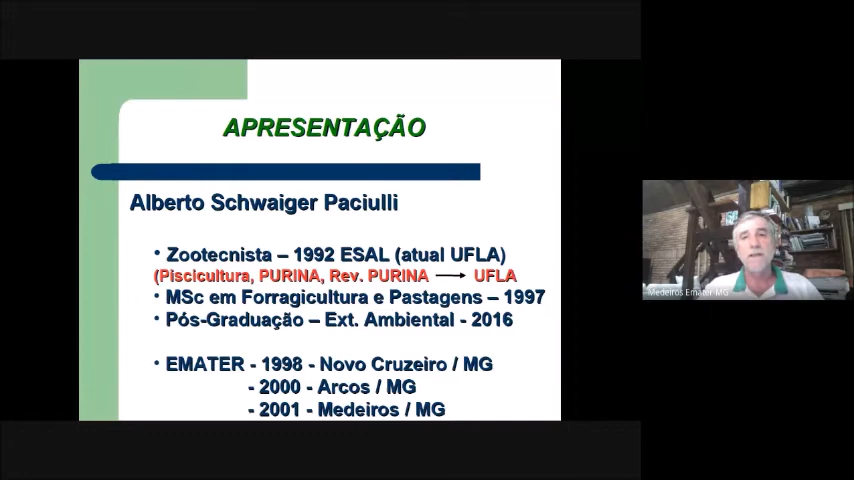 APRESENTAÇÃO
Alberto Schwaiger Paciulli
• Zootecnista – 1992 ESAL (atual UFLA)
(Piscicultura, PURINA, Rev. PURINA → UFLA
• MSc em Forragicultura e Pastagens – 1997
• Pós-Graduação – Ext. Ambiental - 2016
• EMATER - 1998 - Novo Cruzeiro / MG
- 2000 - Arcos / MG
- 2001 - Medeiros / MG
Medeiros Emater MG